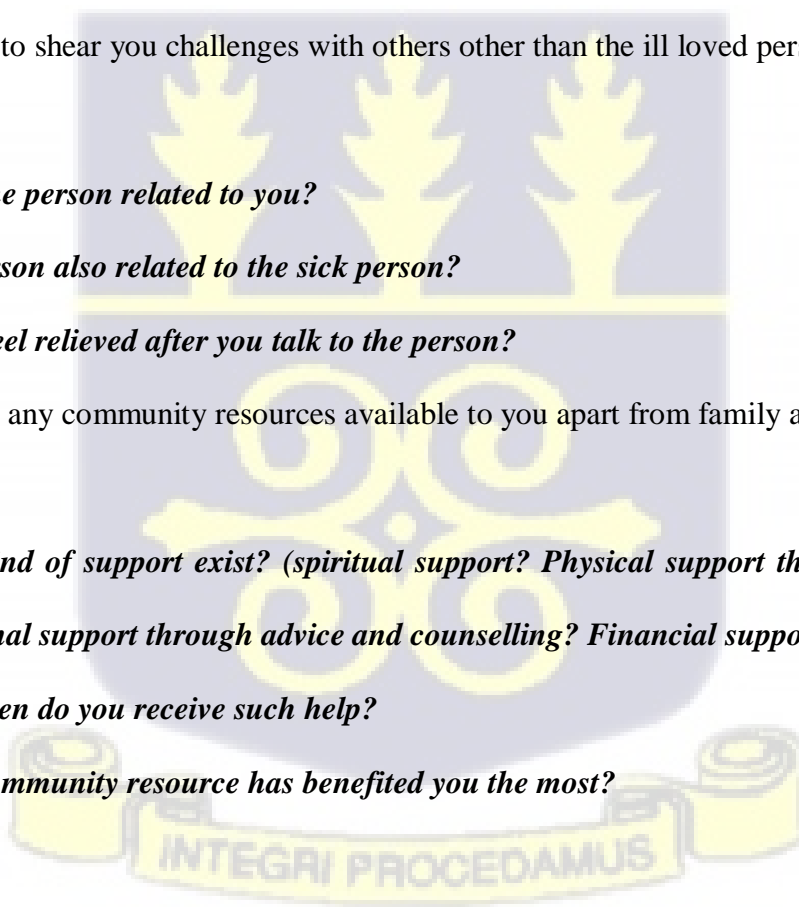 to shear you challenges with others other than the ill loved pers
e person related to you?
rson also related to the sick person?
eel relieved after you talk to the person?
any community resources available to you apart from family a
nd of support exist? (spiritual support? Physical support th
nal support through advice and counselling? Financial suppo
en do you receive such help?
mmunity resource has benefited you the most?
INTEGRI PROCEDAMUS